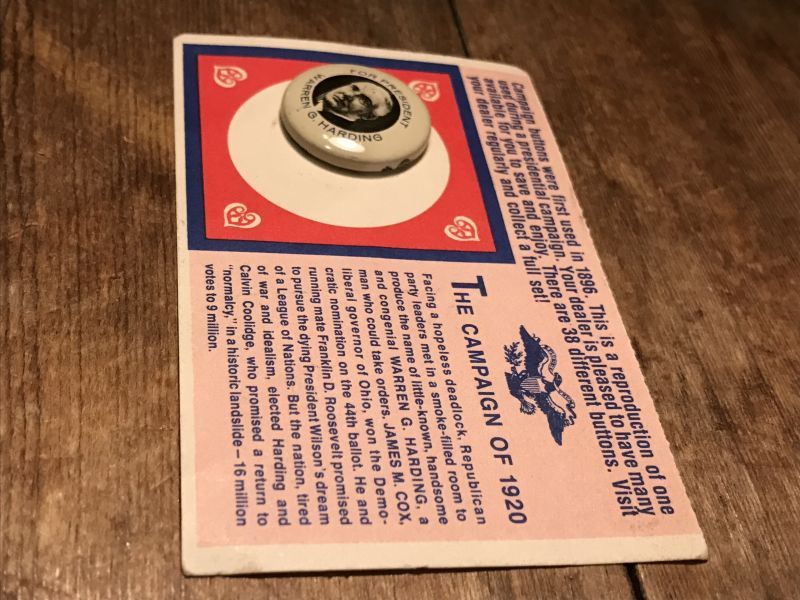 Campaign buttons were first used in 1896. This is a reproduction of one
used during a presidential campaign. Your dealer is pleased to have many
available for you to save and enjoy. There are 38 different buttons. Visit
your dealer regularly and collect a full set!
FOR PRESIDENT
WARREN G. HARDING
THE CAMPAIGN OF 1920
Facing a hopeless deadlock, Republican
party leaders met in a smoke-filled room to
produce the name of little-known, handsome
and congenial WARREN G. HARDING, a
man who could take orders. JAMES M. COX,
liberal governor of Ohio, won the Demo-
cratic nomination on the 44th ballot. He and
running mate Franklin D. Roosevelt promised
to pursue the dying President Wilson's dream
of a League of Nations. But the nation, tired
of war and idealism, elected Harding and
Calvin Coolidge, who promised a return to
"normalcy," in a historic landslide — 16 million
votes to 9 million.